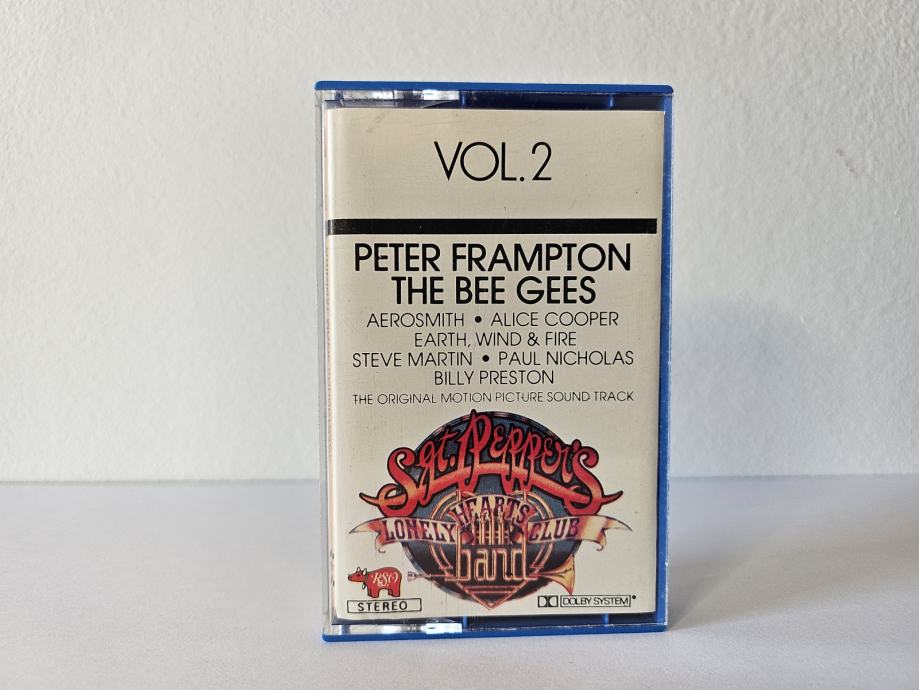 VOL. 2
PETER FRAMPTON
THE BEE GEES
AEROSMITH • ALICE COOPER
EARTH, WIND & FIRE
STEVE MARTIN • PAUL NICHOLAS
BILLY PRESTON
THE ORIGINAL MOTION PICTURE SOUND TRACK
Sgt. Pepper's
LONELY HEARTS CLUB
band
RSO
STEREO
DOLBY SYSTEM